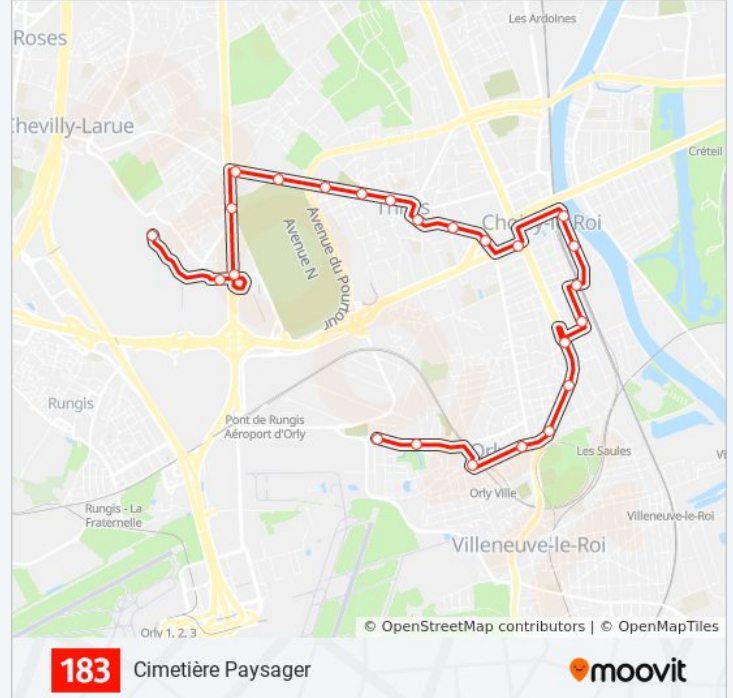 Les Ardoines
Roses
Chevilly-Larue
Créteil
Thiais
Choisy-le-Roi
Avenue N
Avenue du Pourtour
Rungis
Pont de Rungis
Aéroport d'Orly
Orly
Les Saules
Orly Ville
Rungis - La
Fraternelle
Villeneuve-le-Roi
Villeneuve-le-Roi
Vi
Orly 1, 2, 3
© OpenStreetMap contributors | © OpenMapTiles
183 Cimetière Paysager
moovit